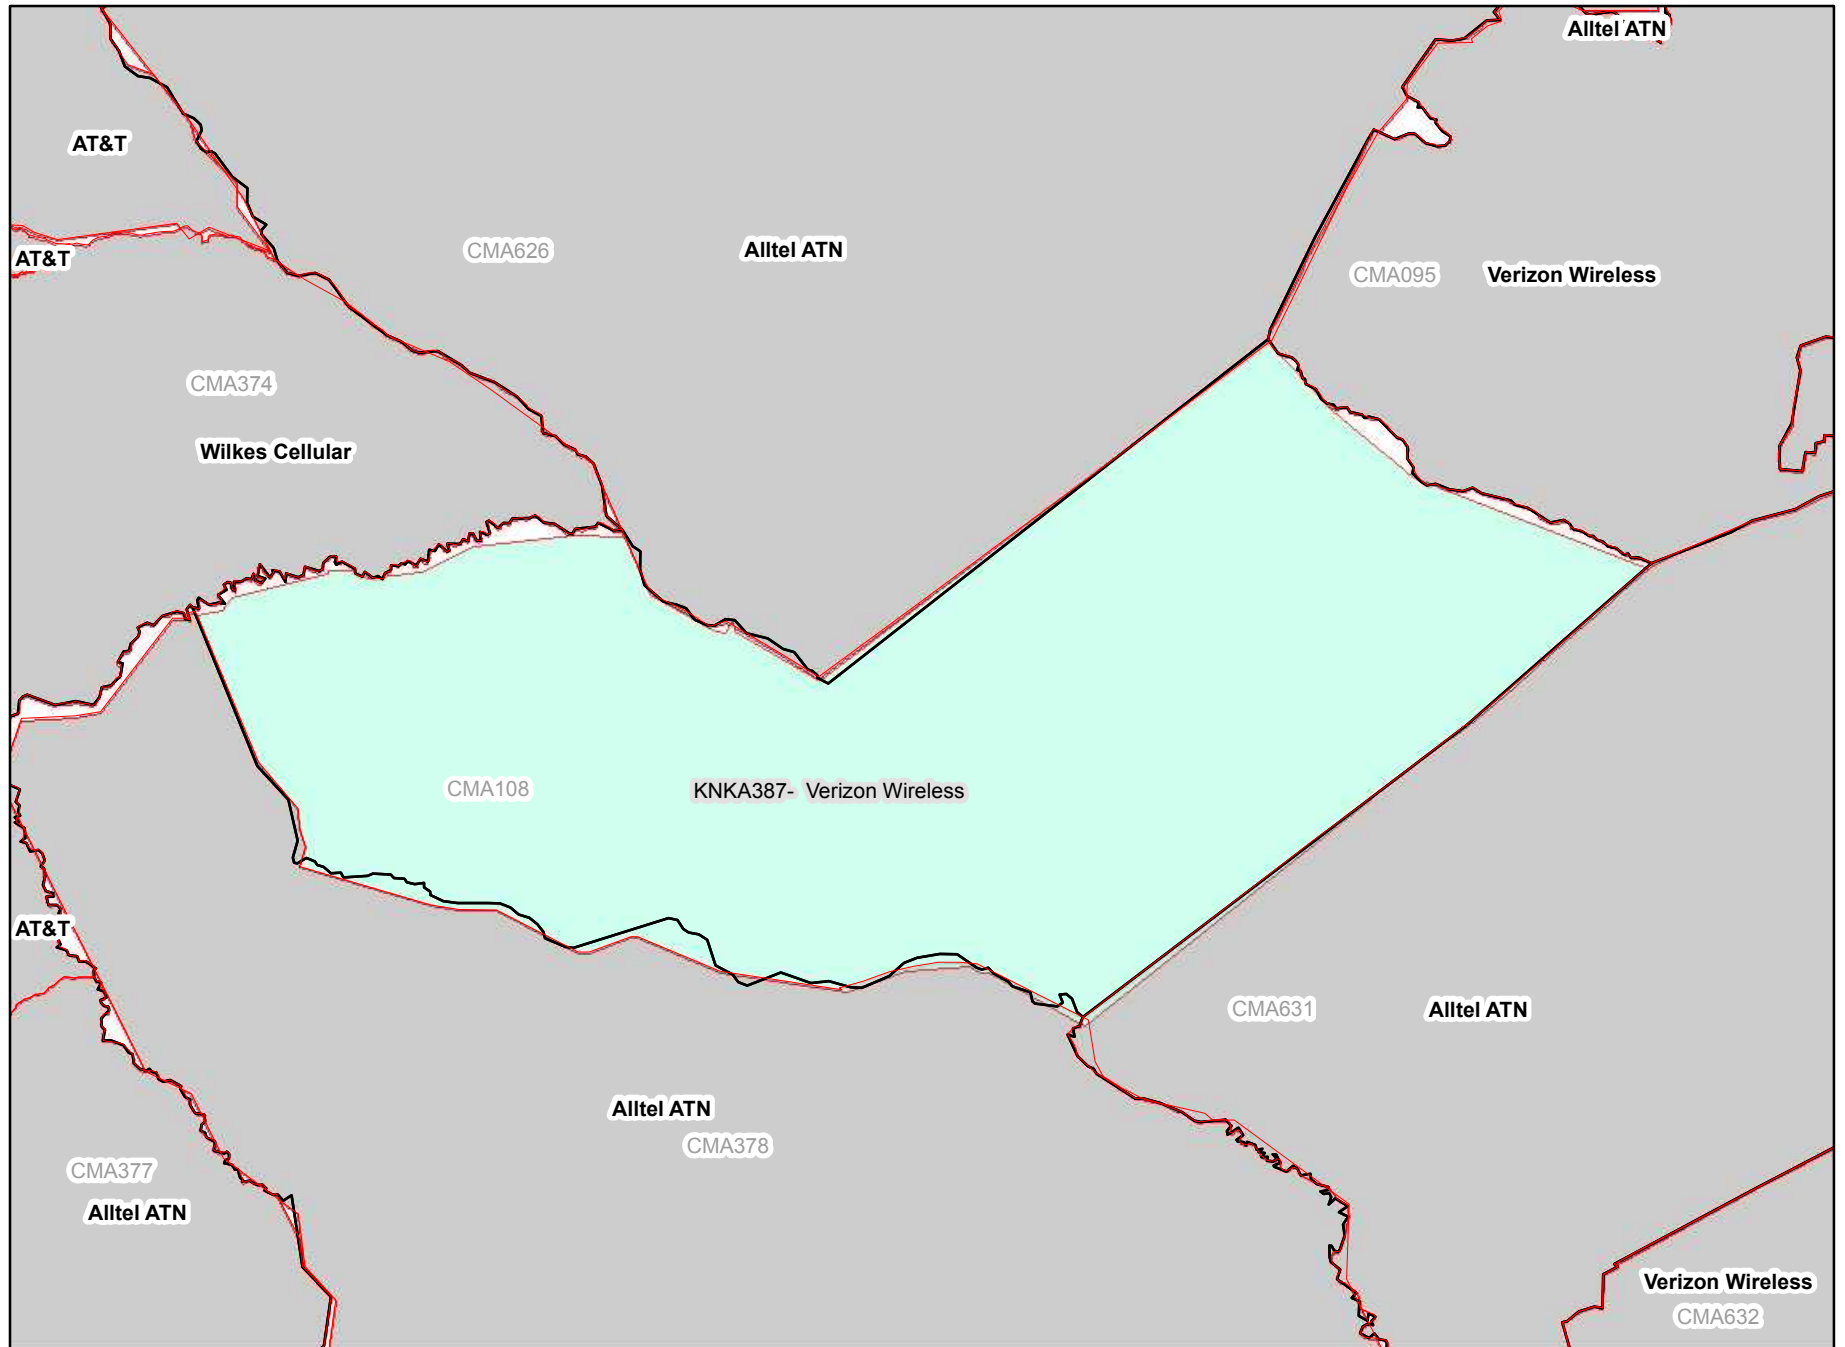 Alltel ATN
AT&T
CMA626
Alltel ATN
AT&T
CMA095
Verizon Wireless
CMA374
Wilkes Cellular
CMA108
KNKA387- Verizon Wireless
AT&T
CMA631
Alltel ATN
Alltel ATN
CMA378
CMA377
Alltel ATN
Verizon Wireless
CMA632